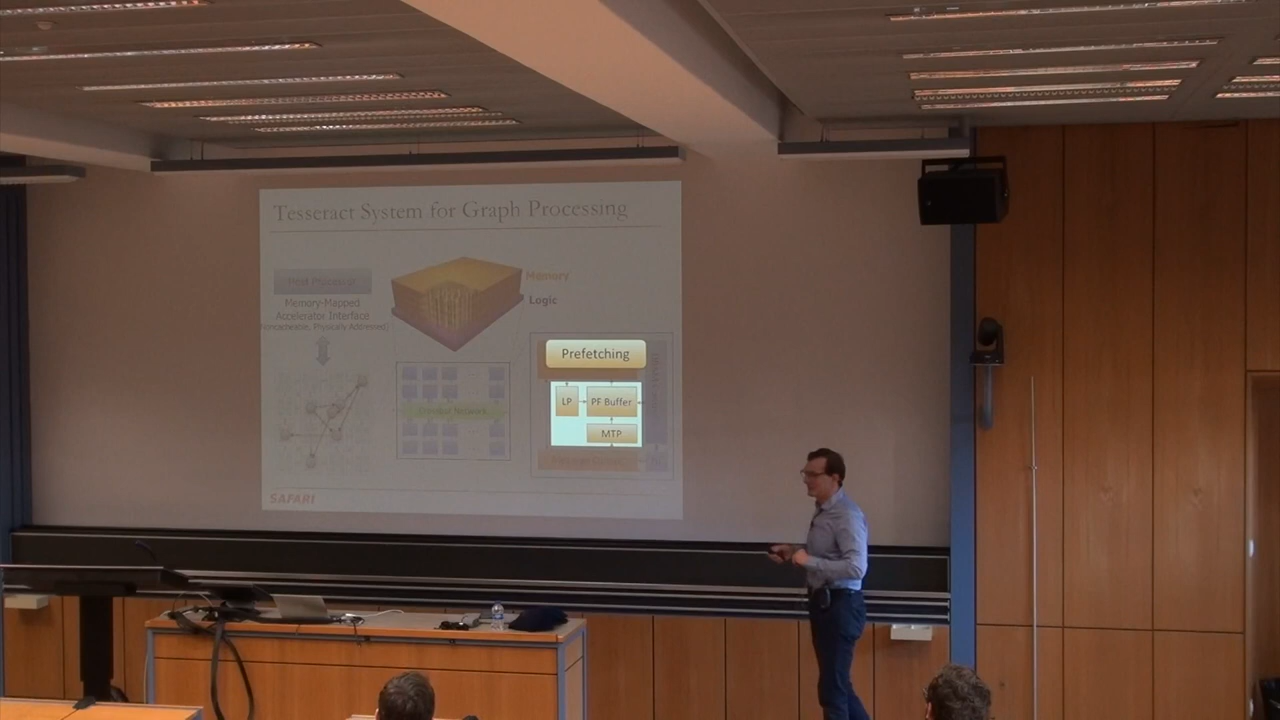 Tesseract System for Graph Processing
Host Processor
Memory-Mapped
Accelerator Interface
(Noncacheable, Physically Addressed)
Memory
Logic
Crossbar Network
Prefetching
LP
PF Buffer
MTP
SAFARI